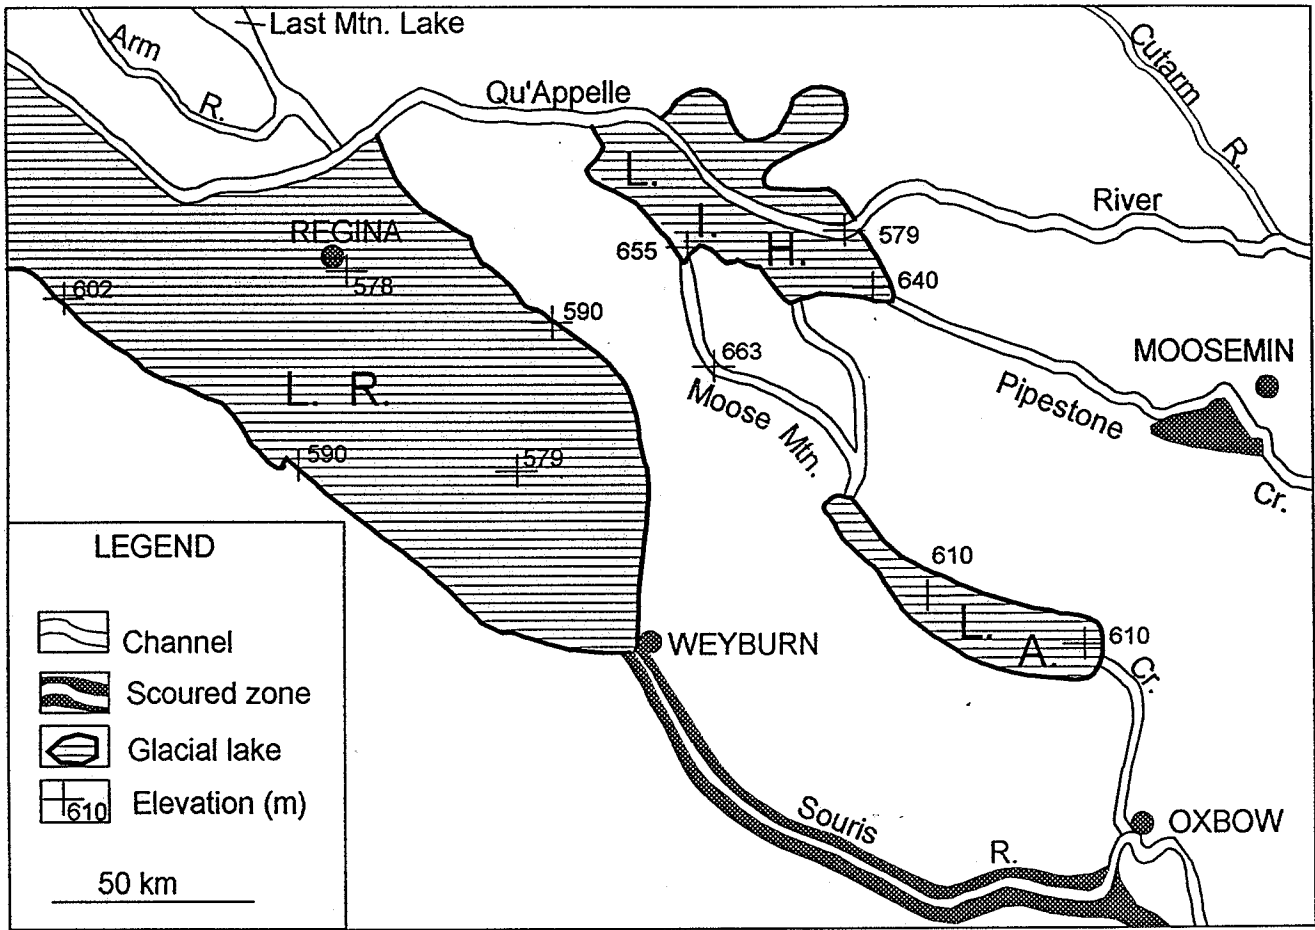 Last Mtn. Lake
Arm
R.
Qu'Appelle
Cutarm
R.
River
L.
I.
H.
579
655
640
REGINA
578
602
590
663
Moose
Mtn.
MOOSEMIN
Pipestone
Cr.
L. R.
590
579
610
L.
A.
610
Cr.
WEYBURN
Souris
R.
OXBOW
LEGEND
Channel
Scoured zone
Glacial lake
610
Elevation (m)
50 km